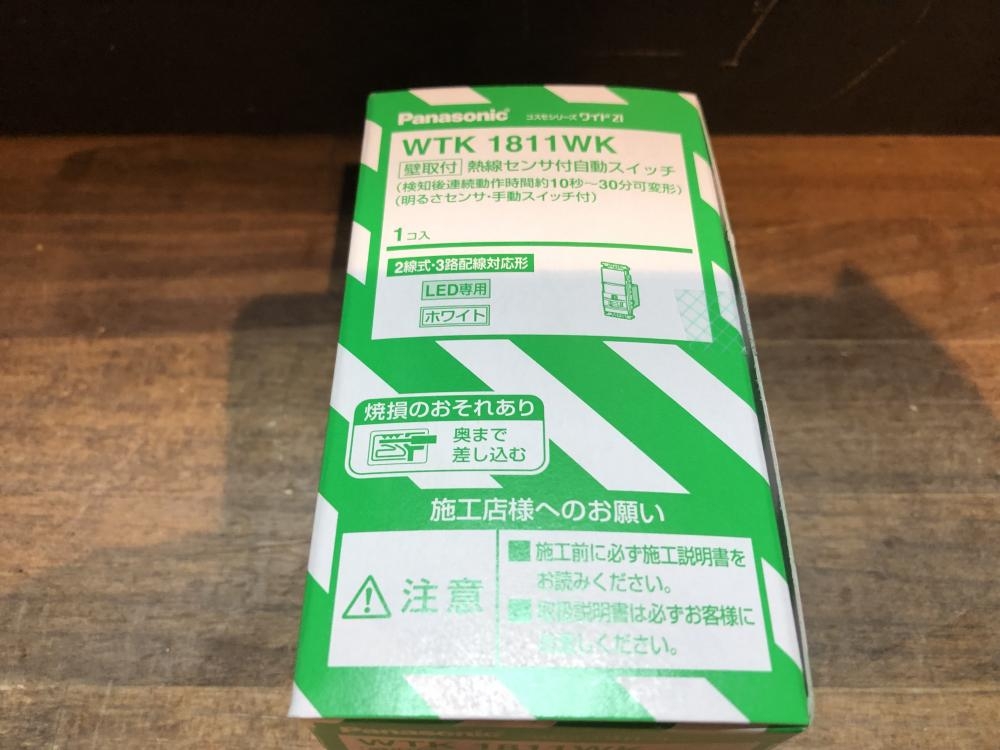 Panasonic コスモシリーズ ワイド21
WTK 1811WK
壁取付 熱線センサ付自動スイッチ
(検知後連続動作時間約10秒〜30分可変形)
(明るさセンサ・手動スイッチ付)
1コ入
2線式・3路配線対応形
LED専用
ホワイト
焼損のおそれあり
奥まで
差し込む
施工店様へのお願い
注意
■施工前に必ず施工説明書を
お読みください。
■取扱説明書は必ずお客様に
お渡しください。
Panasonic
WTK 1811WK